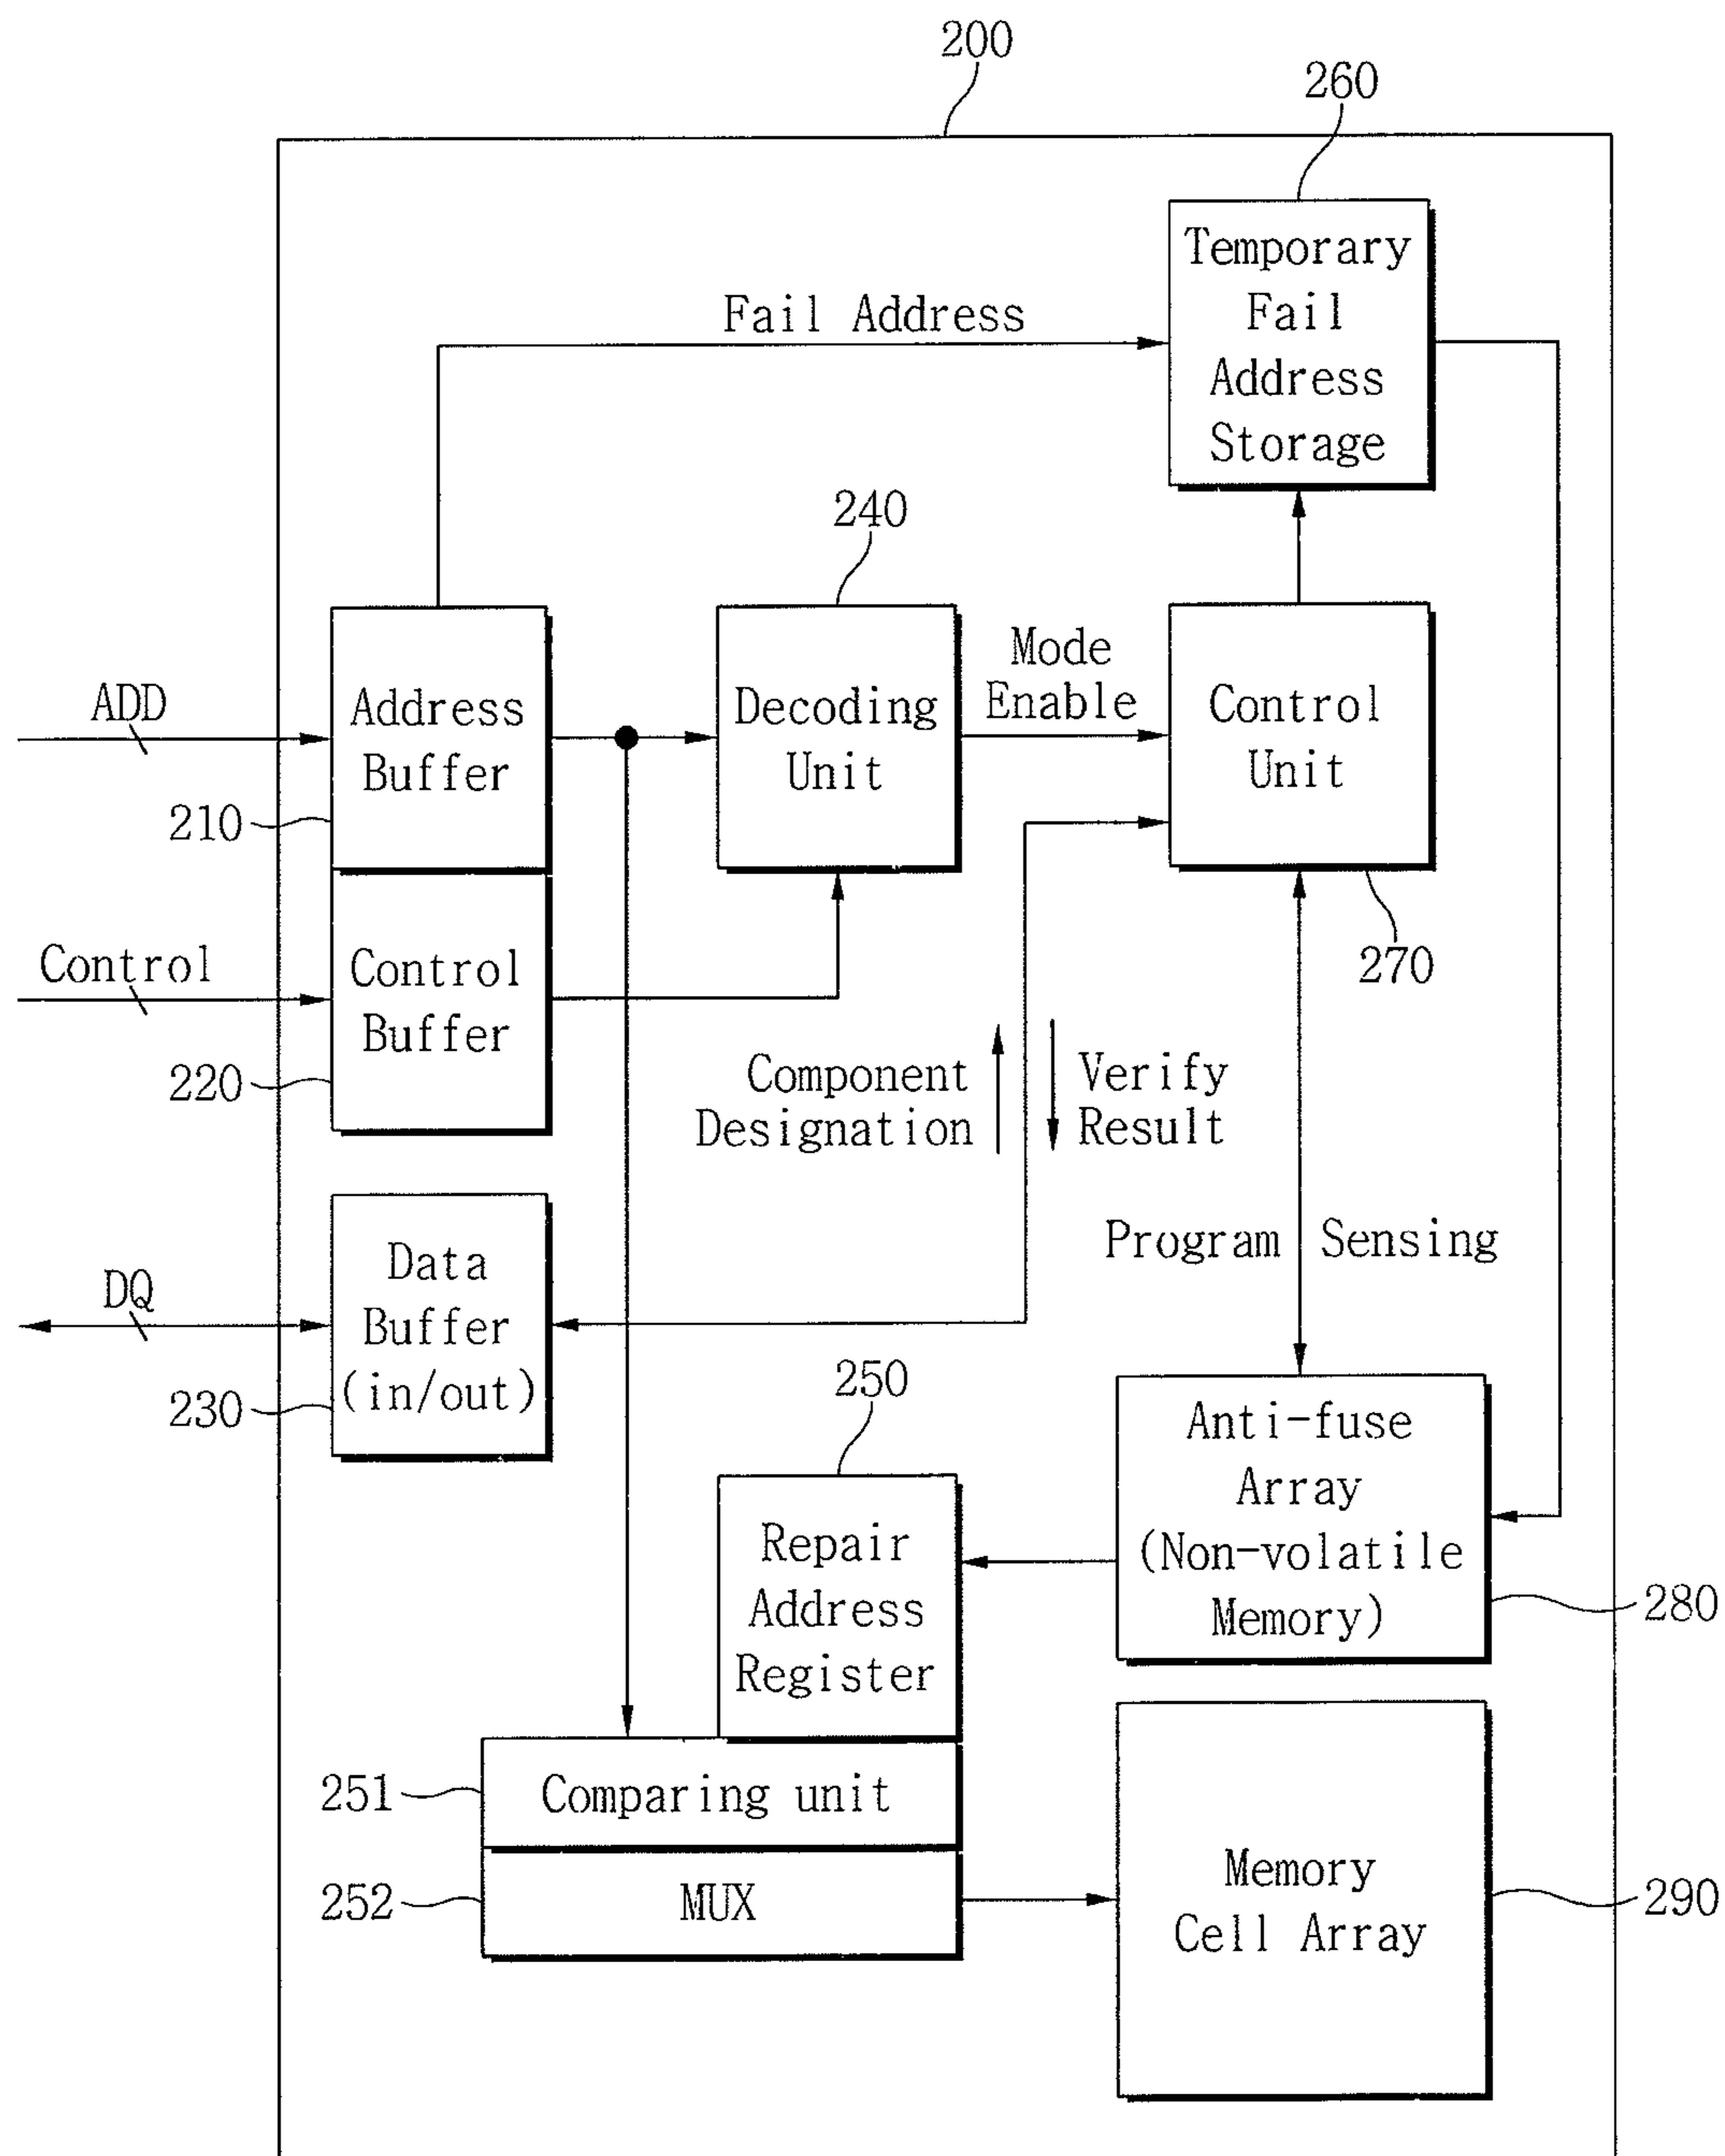 200
260
Temporary
Fail
Address
Storage
Fail Address
240
Address
Buffer
Decoding
Unit
Mode
Enable
Control
Unit
ADD
210
Control
Control
Buffer
270
220
Component
Designation
Verify
Result
Program Sensing
DQ
Data
Buffer
(in/out)
230
250
Anti-fuse
Array
(Non-volatile
Memory)
280
Repair
Address
Register
251
Comparing unit
252
MUX
Memory
Cell Array
290